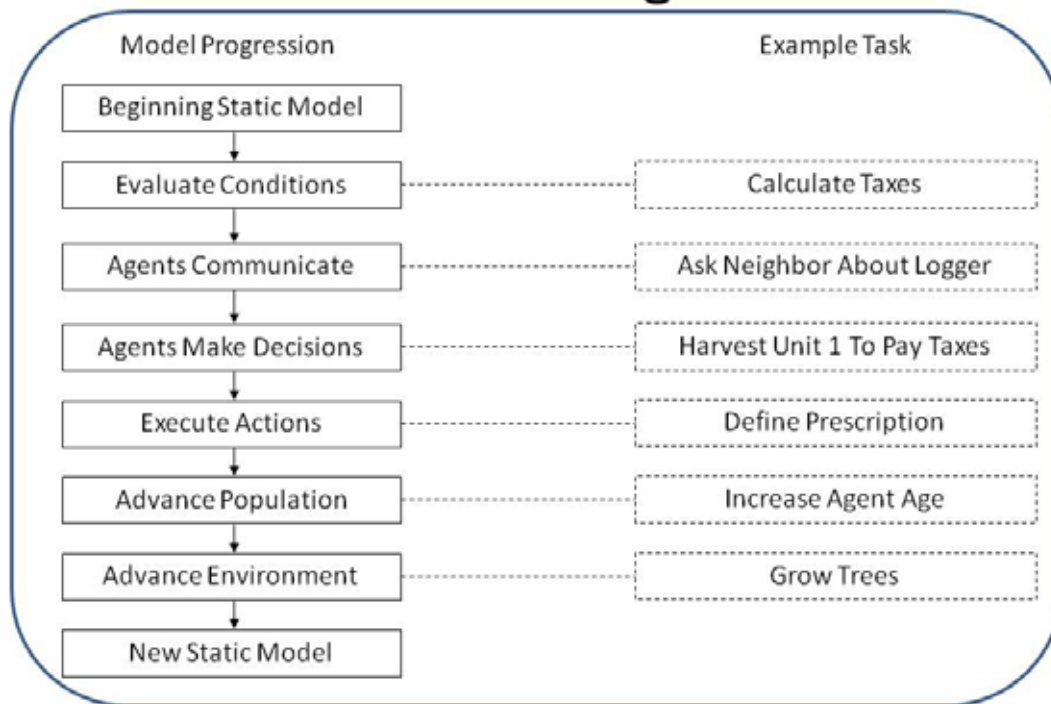 Model Progression Example Task
Beginning Static Model
Evaluate Conditions Calculate Taxes
Agents Communicate Ask Neighbor About Logger
Agents Make Decisions Harvest Unit 1 To Pay Taxes
Execute Actions Define Prescription
Advance Population Increase Agent Age
Advance Environment Grow Trees
New Static Model